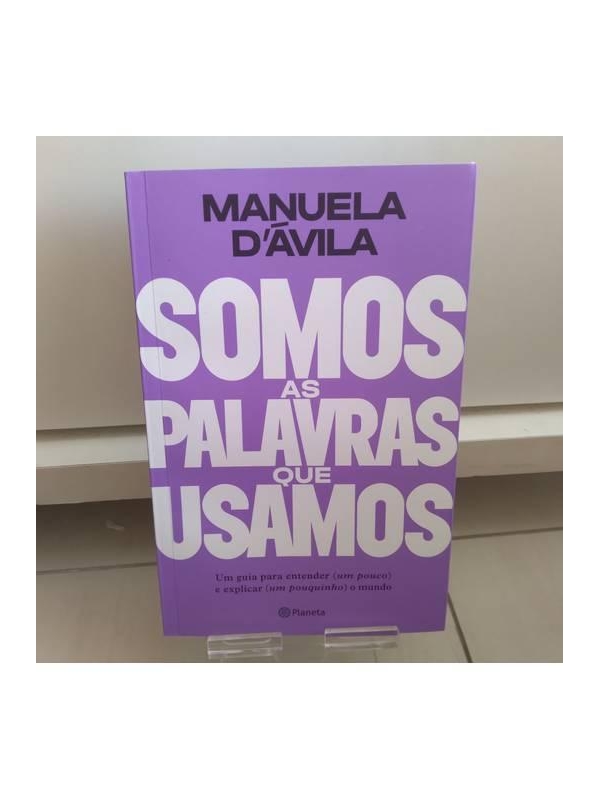 MANUELA
D'ÁVILA
SOMOS
AS
PALAVRAS
QUE
USAMOS
Um guia para entender (um pouco)
e explicar (um pouquinho) o mundo
Planeta